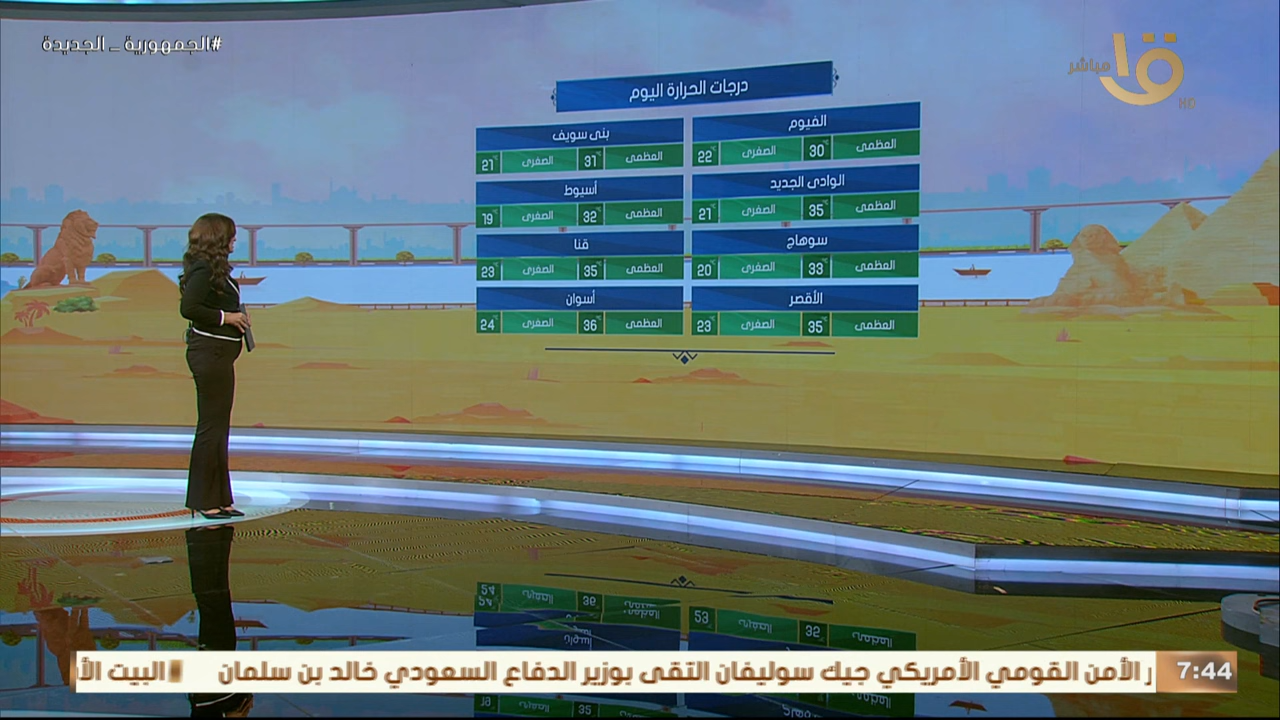 #الجمهورية_الجديدة
مباشر
HD
درجات الحرارة اليوم
الفيوم
العظمى 30 الصغرى 22
بنى سويف
العظمى 31 الصغرى 21
الوادى الجديد
العظمى 35 الصغرى 21
أسيوط
العظمى 32 الصغرى 19
سوهاج
العظمى 33 الصغرى 20
قنا
العظمى 35 الصغرى 23
الأقصر
العظمى 35 الصغرى 23
أسوان
العظمى 36 الصغرى 24
7:44
الأمن القومي الأمريكي جيك سوليفان التقى بوزير الدفاع السعودي خالد بن سلمان البيت